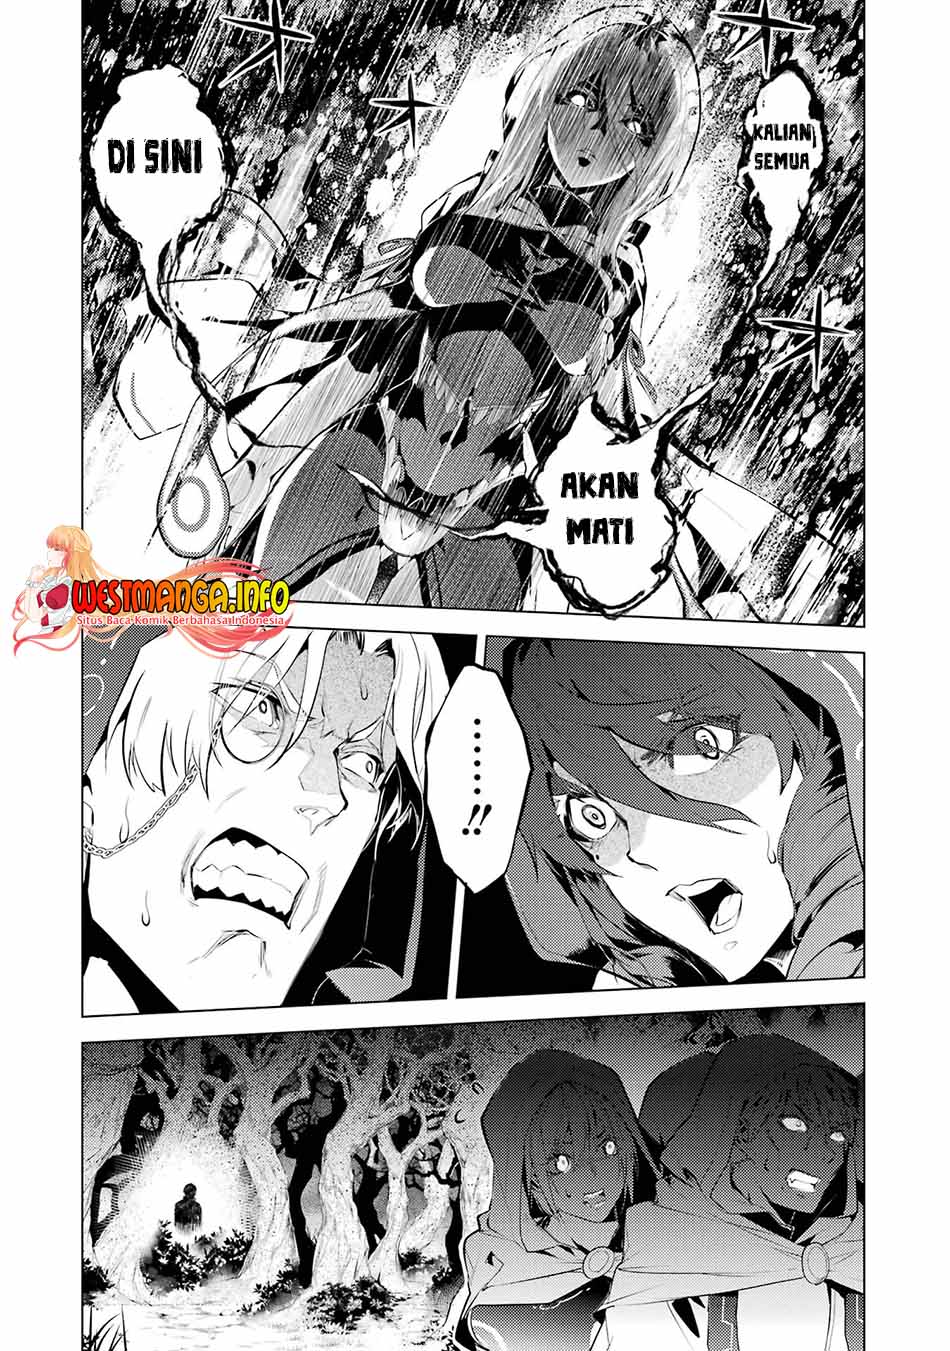 KALIAN
SEMUA
AKAN
MATI
DI SINI
WESTMANGA.INFO
Situs Baca Komik Berbahasa Indonesia
......!!